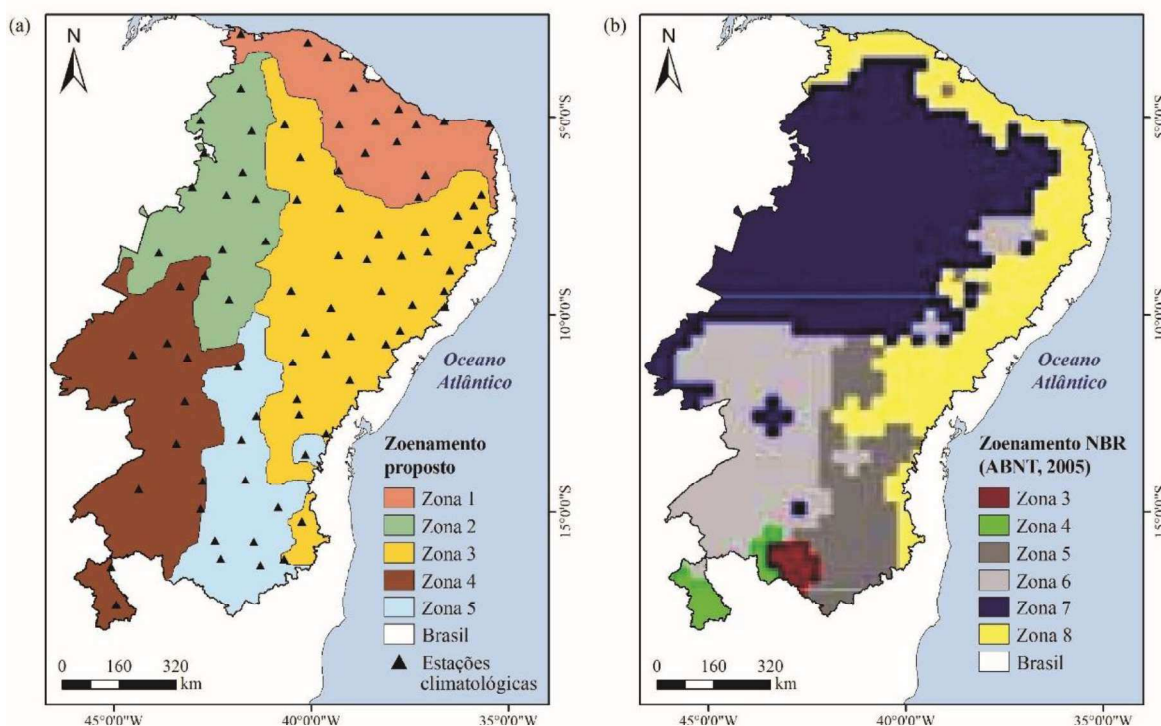 (a)
N
5°0'0"S
10°0'0"S
15°0'0"S
Oceano
Atlântico
Zoenamento
proposto
Zona 1
Zona 2
Zona 3
Zona 4
Zona 5
Brasil
Estações
climatológicas
0 160 320
km
45°0'0"W 40°0'0"W 35°0'0"W
(b)
N
5°0'0"S
10°0'0"S
15°0'0"S
Oceano
Atlântico
Zoenamento NBR
(ABNT, 2005)
Zona 3
Zona 4
Zona 5
Zona 6
Zona 7
Zona 8
Brasil
0 160 320
km
45°0'0"W 40°0'0"W 35°0'0"W